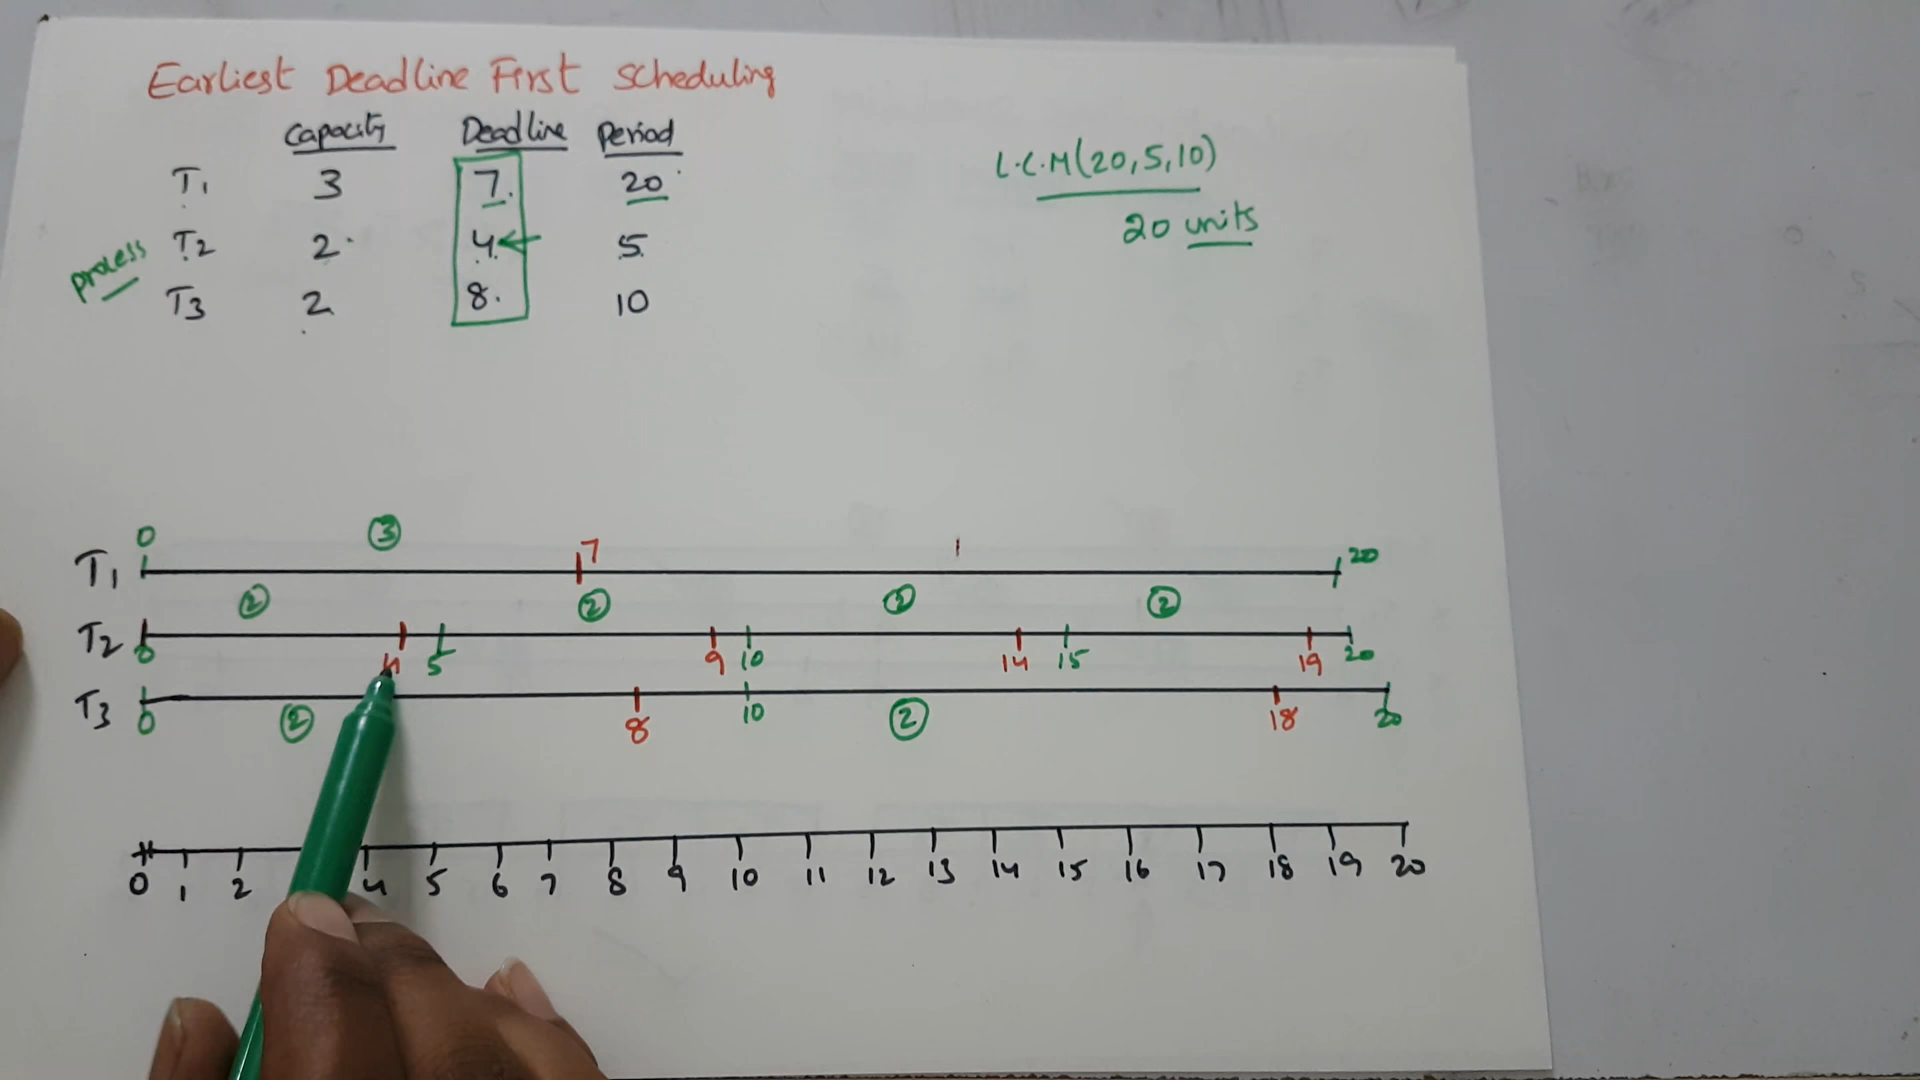 Earliest Deadline First Scheduling
Capacity Deadline Period
L.C.M(20,5,10)
T1 3 7 20
20 units
process T2 2 4 5
T3 2 8 10
0 3 7 20
T1
2 2 2 2
T2 0 4 5 9 10 14 15 19 20
T3 0 2 8 10 2 18 20
0 1 2 4 5 6 7 8 9 10 11 12 13 14 15 16 17 18 19 20